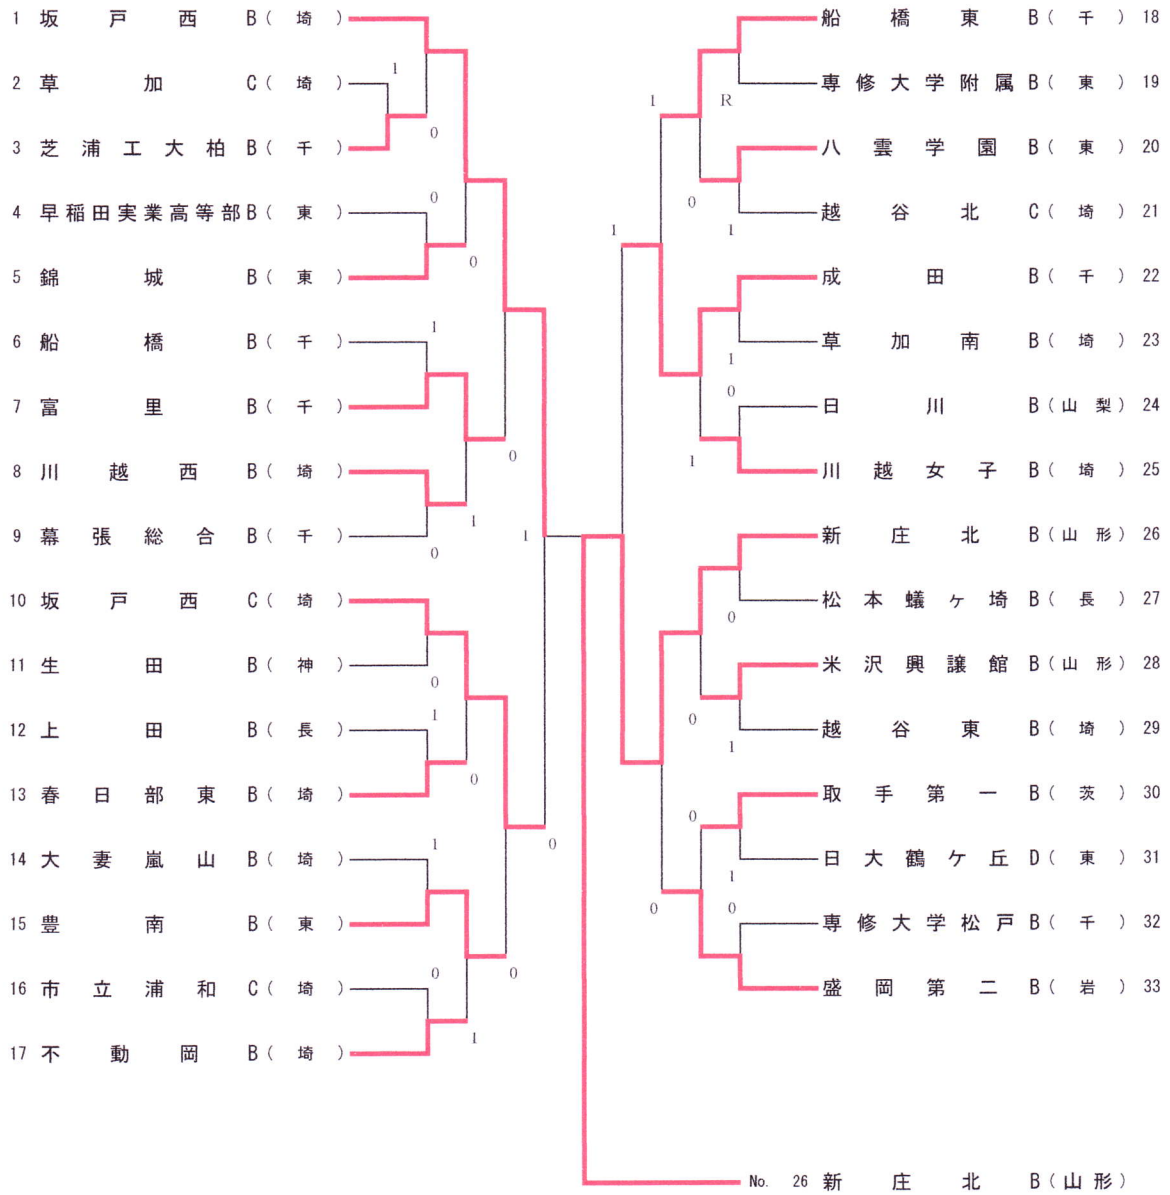 1 坂戸西 B(埼)
2 草加 C(埼)
3 芝浦工大柏 B(千)
4 早稲田実業高等部 B(東)
5 錦城 B(東)
6 船橋 B(千)
7 富里 B(千)
8 川越西 B(埼)
9 幕張総合 B(千)
10 坂戸西 C(埼)
11 生田 B(神)
12 上田 B(長)
13 春日部東 B(埼)
14 大妻嵐山 B(埼)
15 豊南 B(東)
16 市立浦和 C(埼)
17 不動岡 B(埼)
1
0
0
0
1
0
1
0
1
0
1
0
1
0
0
0
1
船橋東 B(千) 18
専修大学附属 B(東) 19
八雲学園 B(東) 20
越谷北 C(埼) 21
成田 B(千) 22
草加南 B(埼) 23
日川 B(山梨) 24
川越女子 B(埼) 25
新庄北 B(山形) 26
松本蟻ヶ埼 B(長) 27
米沢興譲館 B(山形) 28
越谷東 B(埼) 29
取手第一 B(茨) 30
日大鶴ケ丘 D(東) 31
専修大学松戸 B(千) 32
盛岡第二 B(岩) 33
1
R
0
1
1
1
0
1
0
0
1
0
1
0
0
No. 26 新庄北 B(山形)